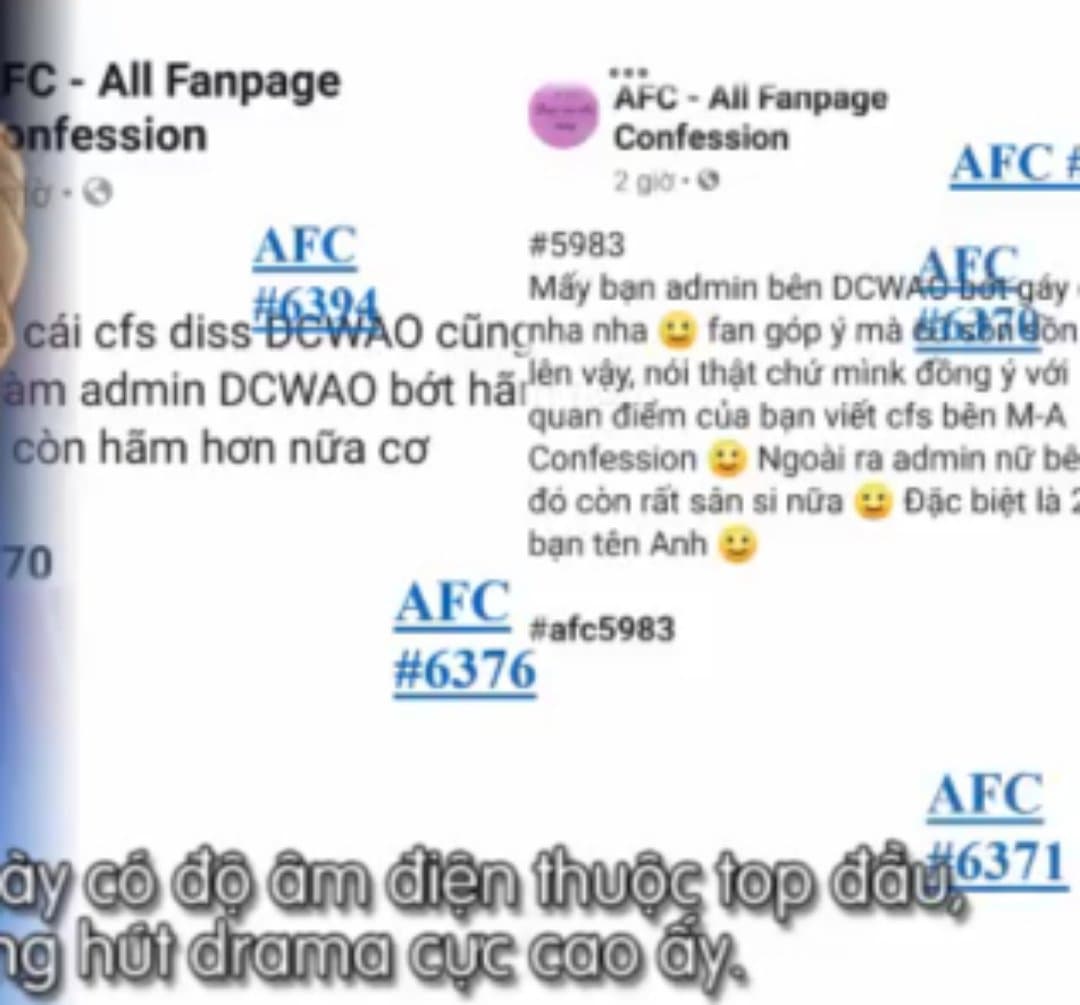 FC - All Fanpage
onfession
ờ
AFC
#6394
cái cfs diss DCWAO cũng
àm admin DCWAO bớt hã
còn hãm hơn nữa cơ
70
AFC - All Fanpage
Confession
2 giờ
#5983
Mấy bạn admin bên DCWAO bớt gáy
nha nha 🙂 fan góp ý mà
lên vậy, nói thật chứ mình đồng ý với
quan điểm của bạn viết cfs bên M-A
Confession 🙂 Ngoài ra admin nữ bê
đó còn rất sân si nữa 🙂 Đặc biệt là 2
bạn tên Anh 🙂
#afc5983
AFC #
AFC
AFC
#6376
AFC
#6371
ày có độ âm điện thuộc top đầu,
ng hút drama cực cao ấy.